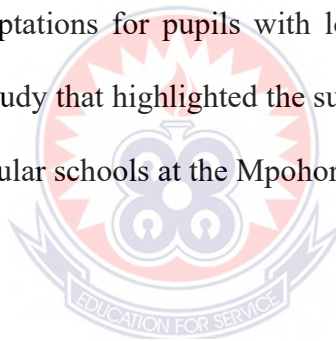 ptations for pupils with le
udy that highlighted the su
ular schools at the Mpohor
EDUCATION FOR SERVICE